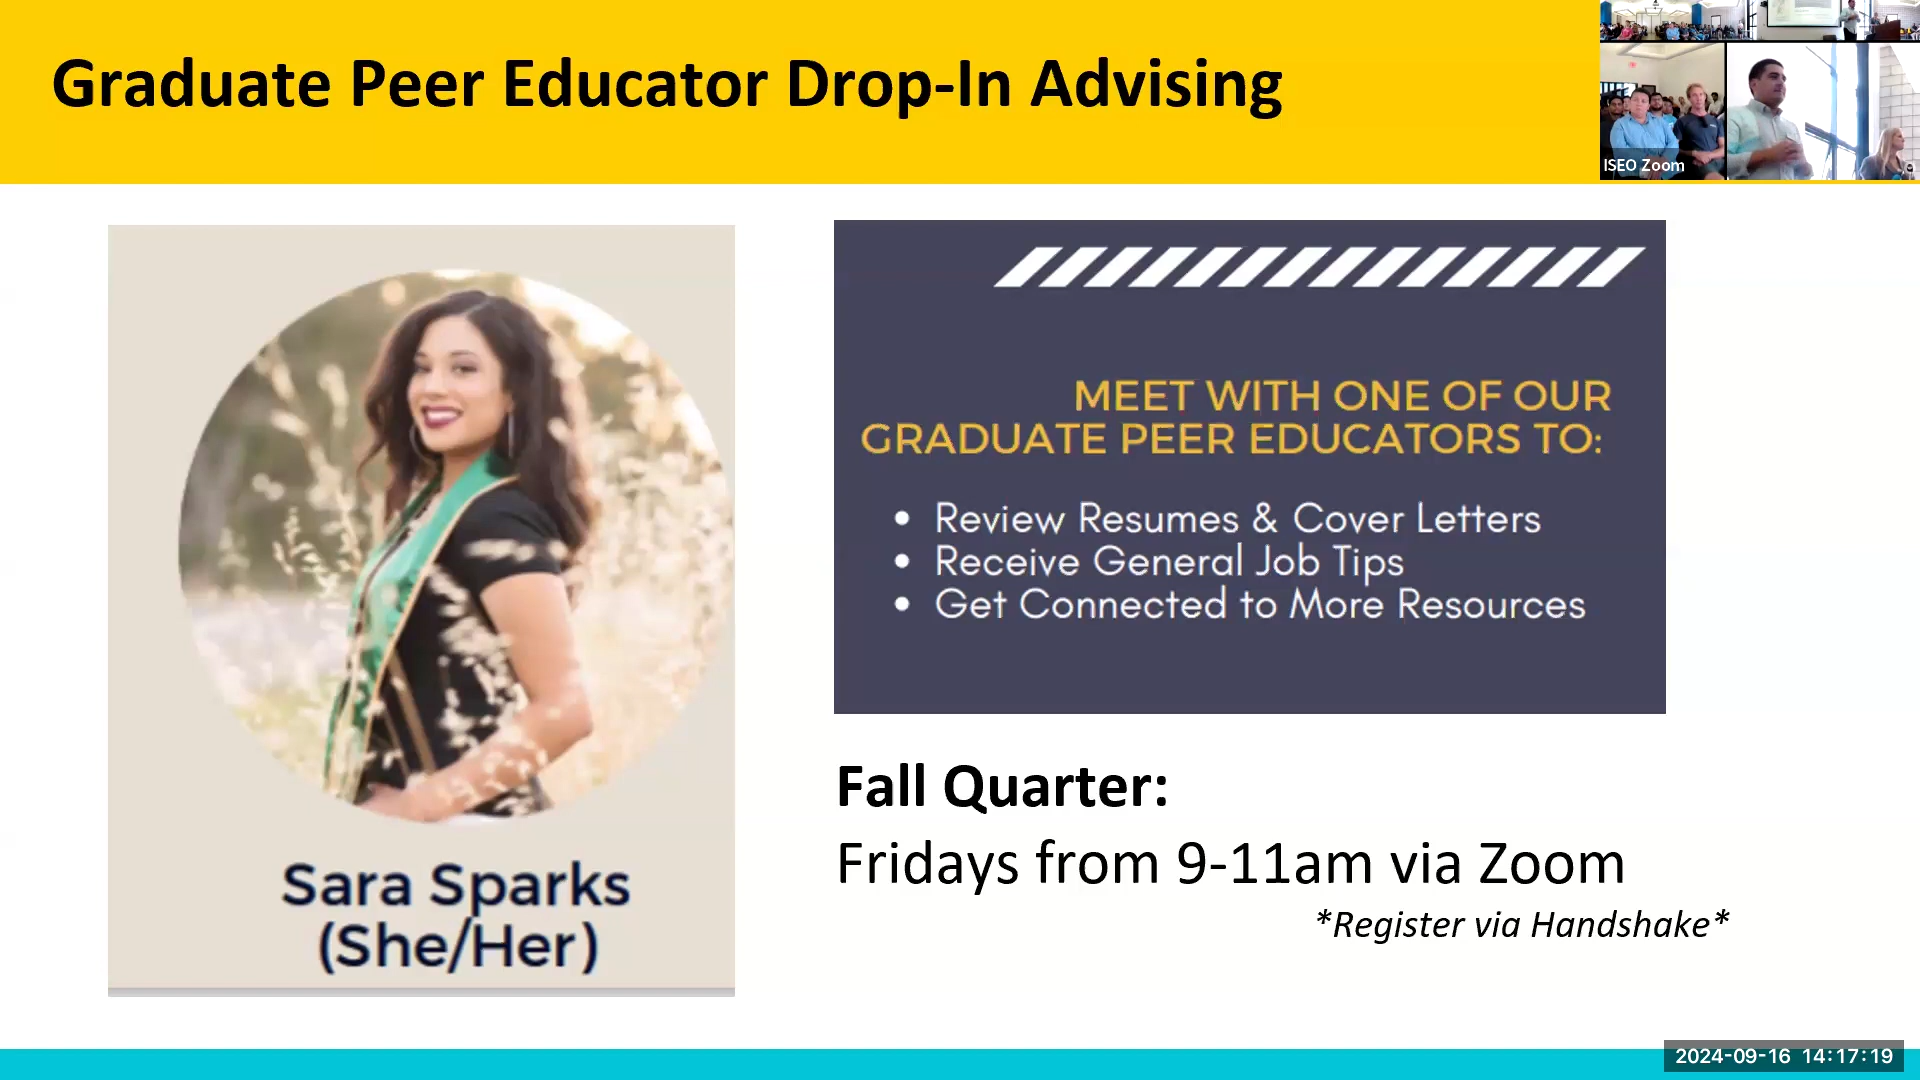 Graduate Peer Educator Drop-In Advising
ISEO Zoom
MEET WITH ONE OF OUR
GRADUATE PEER EDUCATORS TO:
• Review Resumes & Cover Letters
• Receive General Job Tips
• Get Connected to More Resources
Sara Sparks
(She/Her)
Fall Quarter:
Fridays from 9-11am via Zoom
*Register via Handshake*
2024-09-16 14:17:19